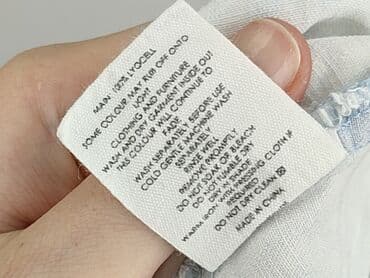 MAIN: 100% LYOCELL
SOME COLOUR MAY RUB OFF ONTO
LIGHT
CLOTHING AND FURNITURE
WASH AND DRY GARMENT INSIDE OUT
THIS COLOUR WILL CONTINUE TO
FADE
WASH SEPARATELY BEFORE USE
SEPARATELY
COLD GENTLE MACHINE WASH
RINSE WELL
REMOVE PROMPTLY
DO NOT SOAK OR BLEACH
DO NOT TUMBLE DRY
LINE DRY IN SHADE
WARM IRON WITH PRESSING CLOTH IF
REQUIRED
DO NOT DRY CLEAN
MADE IN CHINA